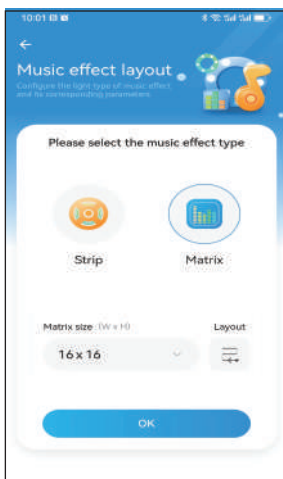 10:01
Music effect layout
Configure the light type of music effect
and its corresponding parameters.
Please select the music effect type
Strip
Matrix
Matrix size (W x H)
Layout
16 x 16
OK